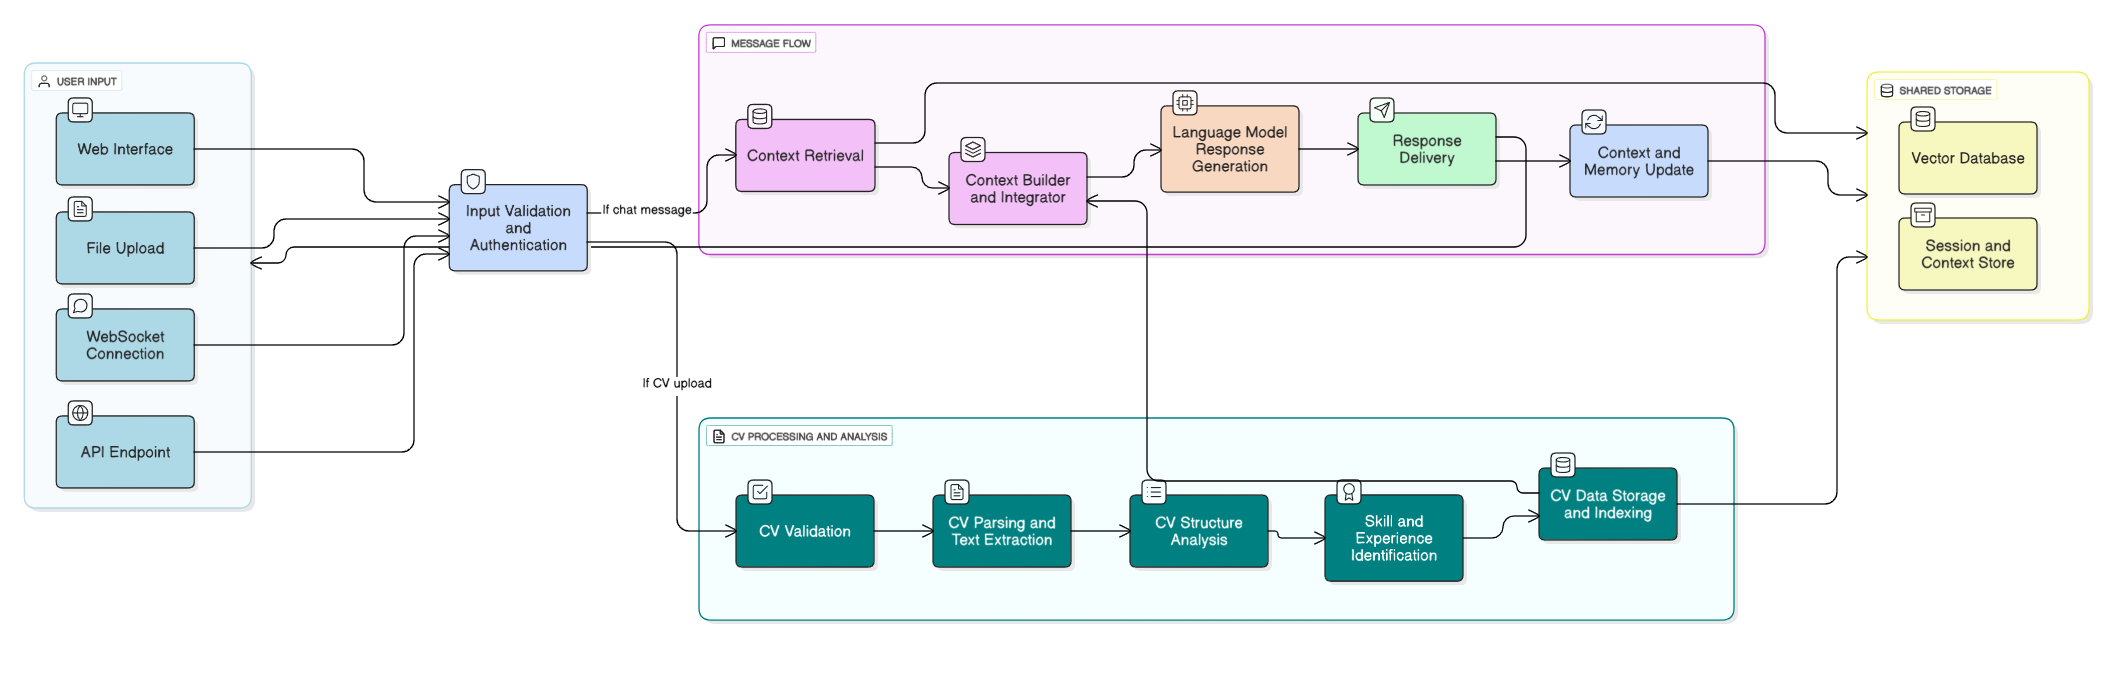 USER INPUT
Web Interface
File Upload
WebSocket
Connection
API Endpoint
Input Validation
and
Authentication
If chat message
If CV upload
MESSAGE FLOW
Context Retrieval
Context Builder
and Integrator
Language Model
Response
Generation
Response
Delivery
Context and
Memory Update
CV PROCESSING AND ANALYSIS
CV Validation
CV Parsing and
Text Extraction
CV Structure
Analysis
Skill and
Experience
Identification
CV Data Storage
and Indexing
SHARED STORAGE
Vector Database
Session and
Context Store